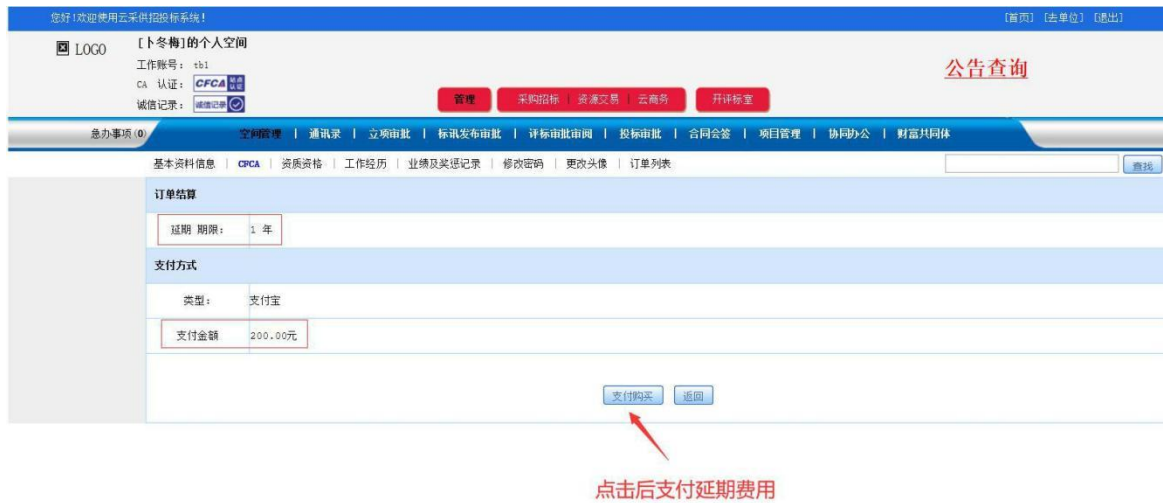 您好!欢迎使用云采供招投标系统! [首页] [去单位] [退出]
LOGO
[卜冬梅]的个人空间
工作账号: tb1
CA 认证: CFCA 站点认证
诚信记录: 诚信记录
公告查询
管理 采购招标 | 资源交易 | 云商务 开评标室
急办事项(0) 空间管理 | 通讯录 | 立项审批 | 标讯发布审批 | 评标审批审阅 | 投标审批 | 合同会签 | 项目管理 | 协同办公 | 财富共同体
基本资料信息 | CFCA | 资质资格 | 工作经历 | 业绩及奖惩记录 | 修改密码 | 更改头像 | 订单列表 查找
订单结算
延期 期限: 1 年
支付方式
类型: 支付宝
支付金额 200.00元
支付购买 返回
点击后支付延期费用